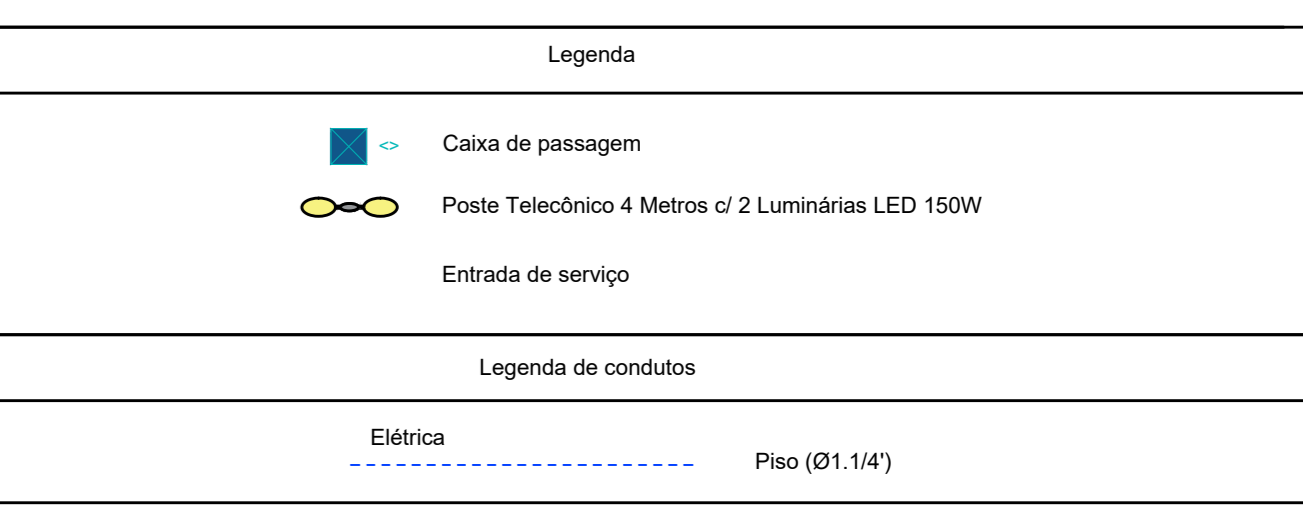 Legenda
<> Caixa de passagem
Poste Telecônico 4 Metros c/ 2 Luminárias LED 150W
Entrada de serviço
Legenda de condutos
Elétrica
Piso (Ø1.1/4')